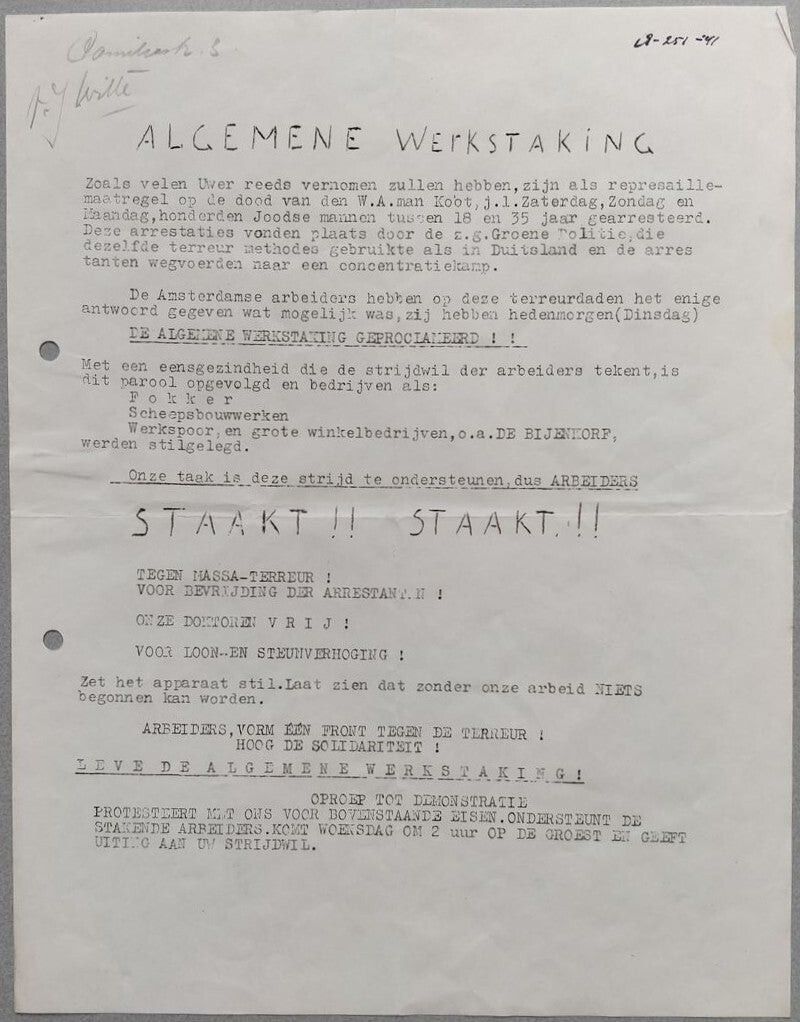 18-251-41
Witte
ALGEMENE WERKSTAKING
Zoals velen Uwer reeds vernomen zullen hebben,zijn als represaille-
maatregel op de dood van den W.A.man Kobt,j.l.Zaterdag,Zondag en
Maandag,honderden Joodse mannen tussen 18 en 35 jaar gearresteerd.
Deze arrestaties vonden plaats door de z.g.Groene Politie,die
dezelfde terreur methodes gebruikte als in Duitsland en de arres
tanten wegvoerden naar een concentratiekamp.
De Amsterdamse arbeiders hebben op deze terreurdaden het enige
antwoord gegeven wat mogelijk was,zij hebben hedenmorgen(Dinsdag)
DE ALGEMENE WERKSTAKING GEPROCLAMEERD ! !
Met een eensgezindheid die de strijdwil der arbeiders tekent,is
dit parool opgevolgd en bedrijven als:
F o k k e r
Scheepsbouwwerken
Werkspoor,en grote winkelbedrijven,o.a.DE BIJENKORF,
werden stilgelegd.
Onze taak is deze strijd te ondersteunen,dus ARBEIDERS
STAAKT !! STAAKT.!!
TEGEN MASSA-TERREUR !
VOOR BEVRIJDING DER ARRESTANTEN !
ONZE DOKTOREN V R I J !
VOOR LOON--EN STEUNVERHOGING !
Zet het apparaat stil.Laat zien dat zonder onze arbeid NIETS
begonnen kan worden.
ARBEIDERS,VORM ÉÉN FRONT TEGEN DE TERREUR !
HOOG DE SOLIDARITEIT !
L E V E D E A L G E M E N E W E R K S T A K I N G !
OPROEP TOT DEMONSTRATIE
PROTESTEERT MET ONS VOOR BOVENSTAANDE EISEN.ONDERSTEUNT DE
STAKENDE ARBEIDERS.KOMT WOENSDAG OM 2 uur OP DE GROEST EN GEEFT
UITING AAN UW STRIJDWIL.